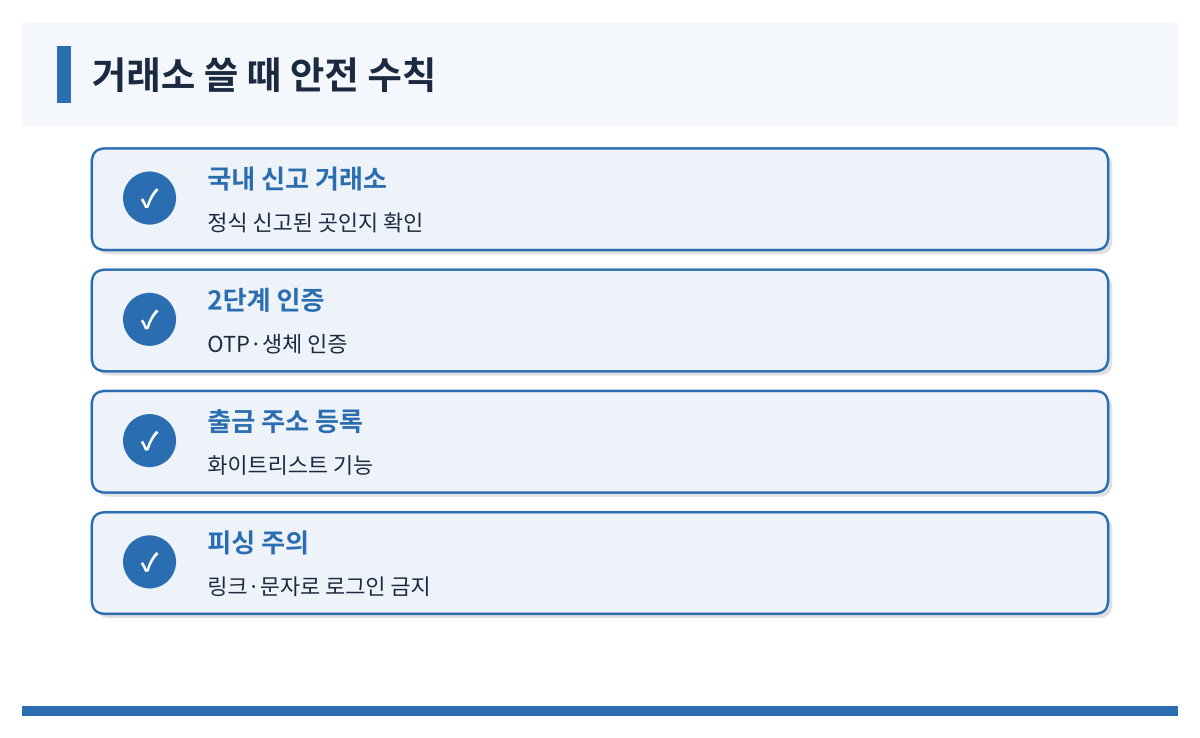 거래소 쓸 때 안전 수칙
✓
국내 신고 거래소
정식 신고된 곳인지 확인
✓
2단계 인증
OTP·생체 인증
✓
출금 주소 등록
화이트리스트 기능
✓
피싱 주의
링크·문자로 로그인 금지